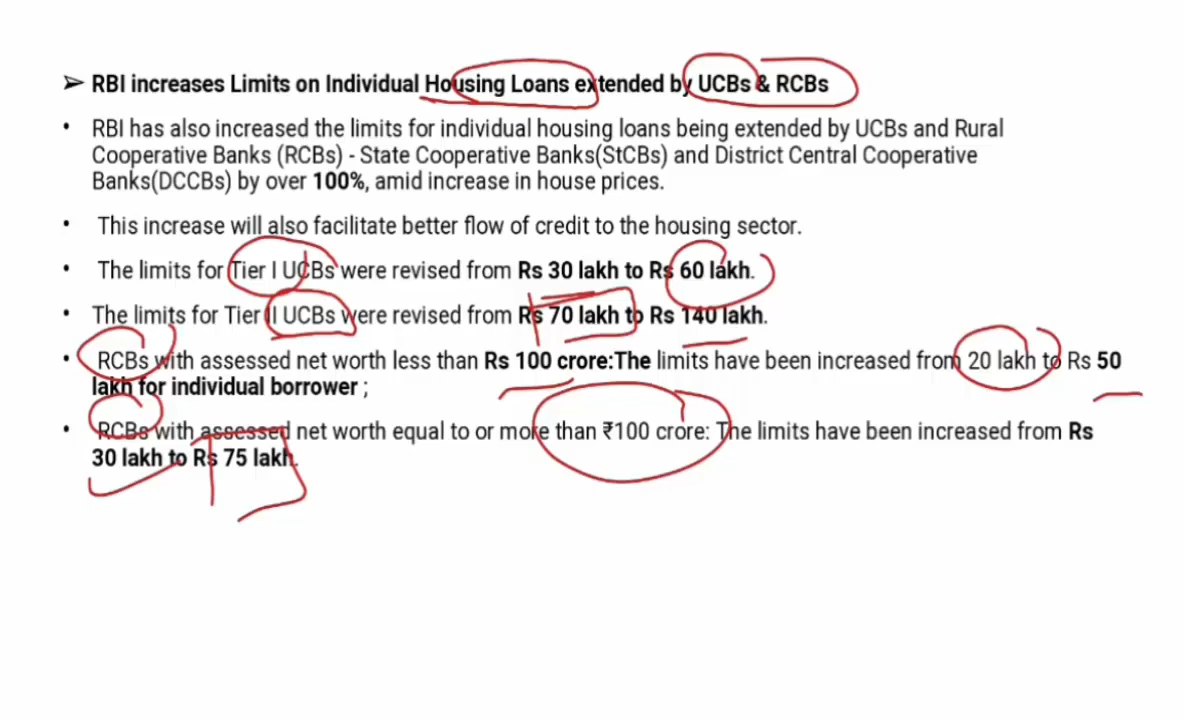 ➢ RBI increases Limits on Individual Housing Loans extended by UCBs & RCBs
• RBI has also increased the limits for individual housing loans being extended by UCBs and Rural
Cooperative Banks (RCBs) - State Cooperative Banks(StCBs) and District Central Cooperative
Banks(DCCBs) by over 100%, amid increase in house prices.
• This increase will also facilitate better flow of credit to the housing sector.
• The limits for Tier I UCBs were revised from Rs 30 lakh to Rs 60 lakh.
• The limits for Tier II UCBs were revised from Rs 70 lakh to Rs 140 lakh.
• RCBs with assessed net worth less than Rs 100 crore:The limits have been increased from 20 lakh to Rs 50
lakh for individual borrower ;
• RCBs with assessed net worth equal to or more than ₹100 crore: The limits have been increased from Rs
30 lakh to Rs 75 lakh.